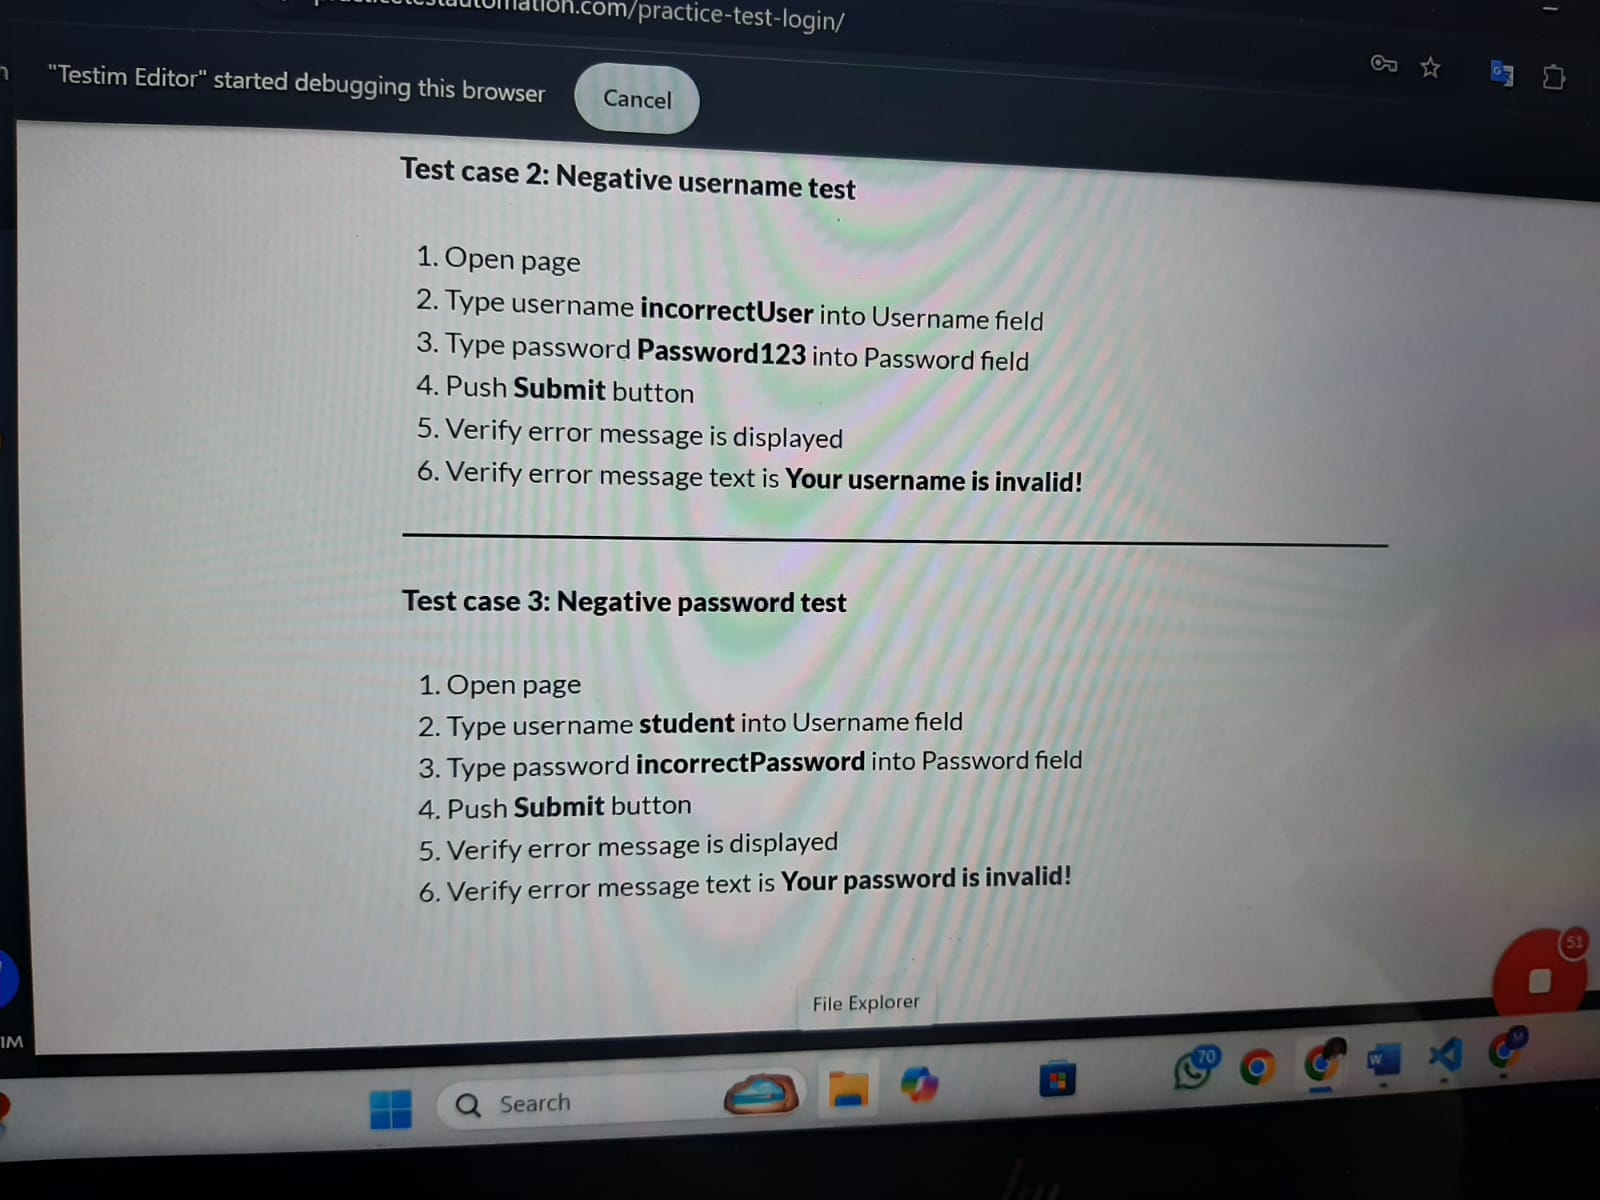 automation.com/practice-test-login/
"Testim Editor" started debugging this browser
Cancel
Test case 2: Negative username test
1. Open page
2. Type username incorrectUser into Username field
3. Type password Password123 into Password field
4. Push Submit button
5. Verify error message is displayed
6. Verify error message text is Your username is invalid!
Test case 3: Negative password test
1. Open page
2. Type username student into Username field
3. Type password incorrectPassword into Password field
4. Push Submit button
5. Verify error message is displayed
6. Verify error message text is Your password is invalid!
51
File Explorer
Search
70
W
M